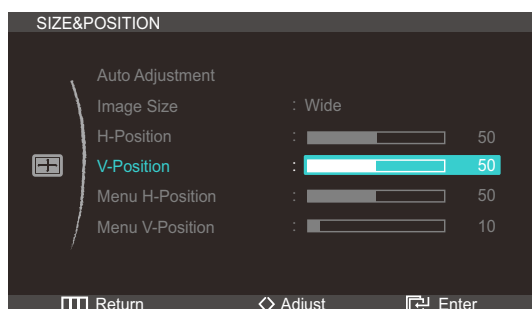 SIZE&POSITION
Auto Adjustment
Image Size : Wide
H-Position : 50
V-Position : 50
Menu H-Position : 50
Menu V-Position : 10
Return Adjust Enter